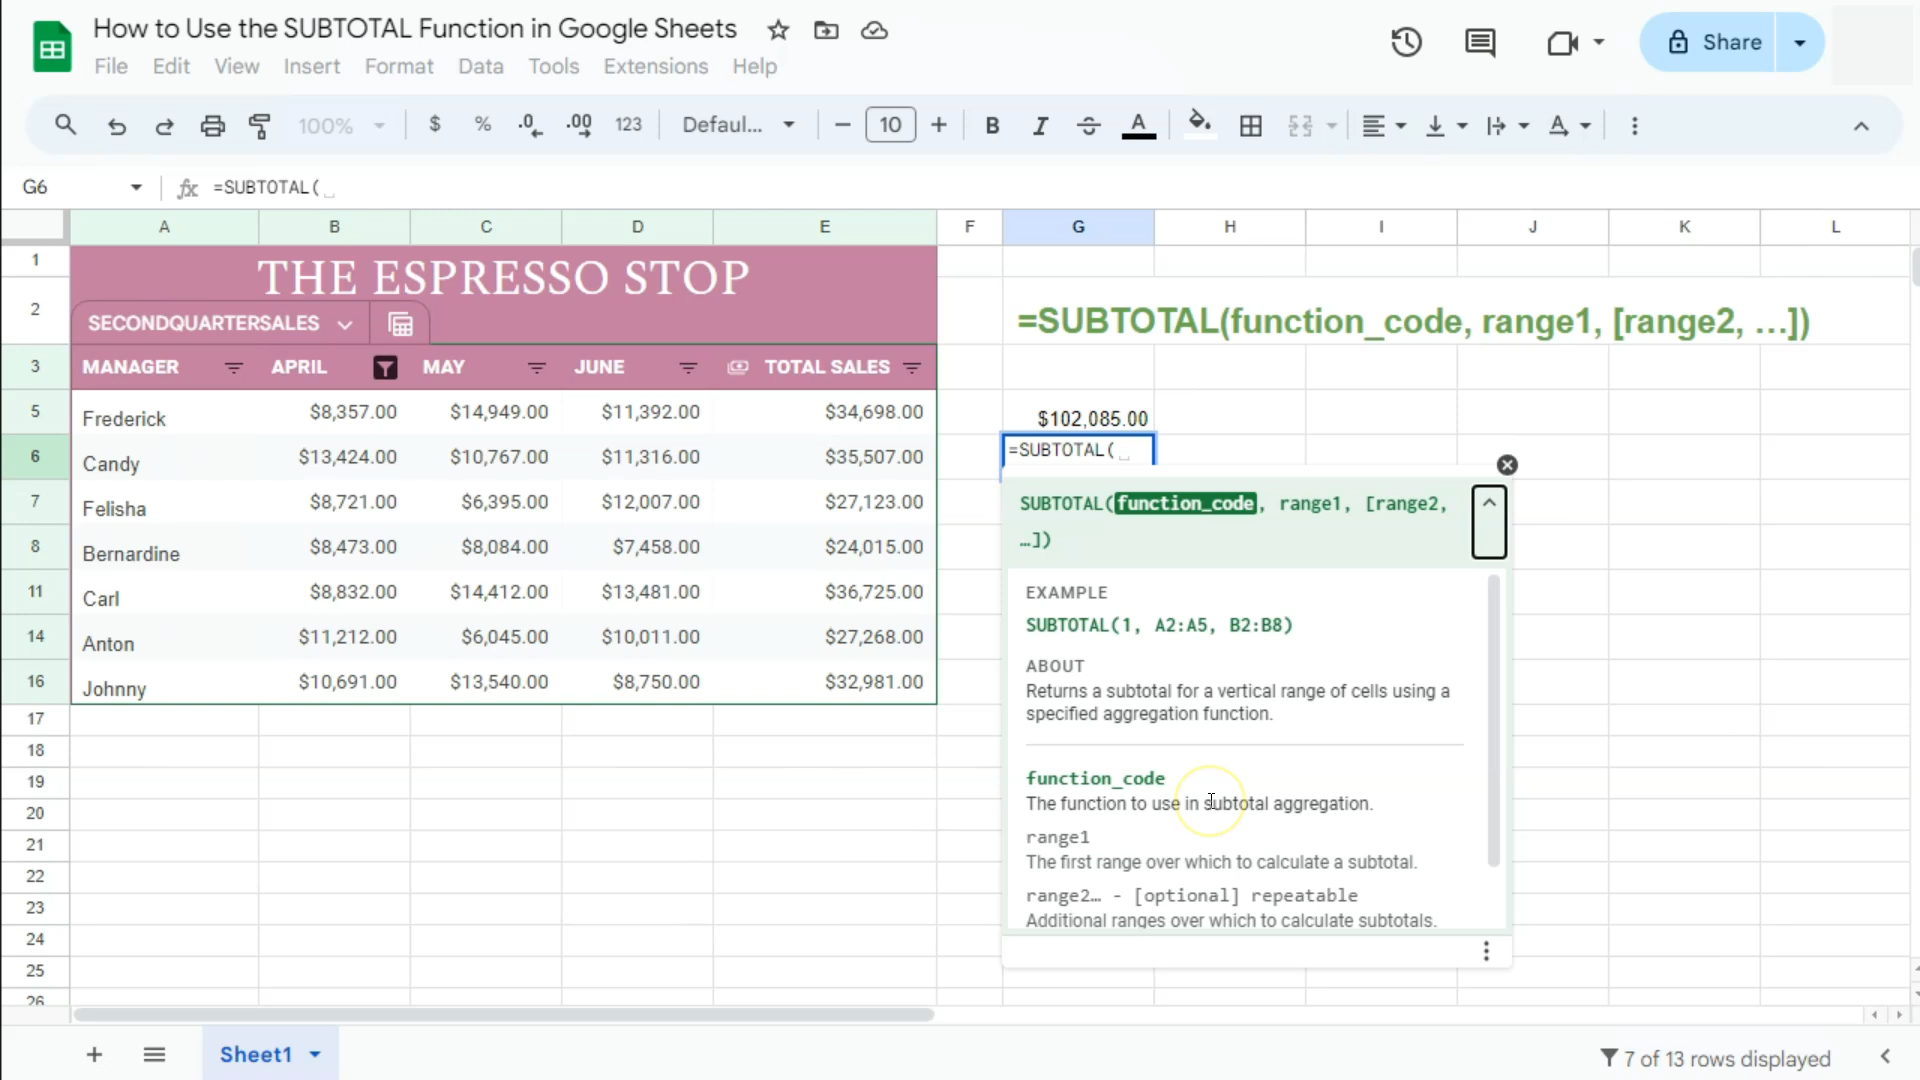 How to Use the SUBTOTAL Function in Google Sheets
File Edit View Insert Format Data Tools Extensions Help
Share
100% $ % .0 .00 123 Defaul... 10 B I A
G6 fx =SUBTOTAL(
A B C D E F G H I J K L
1 THE ESPRESSO STOP
2 SECONDQUARTERSALES =SUBTOTAL(function_code, range1, [range2, ...])
3 MANAGER APRIL MAY JUNE TOTAL SALES
5 Frederick $8,357.00 $14,949.00 $11,392.00 $34,698.00 $102,085.00
6 Candy $13,424.00 $10,767.00 $11,316.00 $35,507.00 =SUBTOTAL(
7 Felisha $8,721.00 $6,395.00 $12,007.00 $27,123.00
8 Bernardine $8,473.00 $8,084.00 $7,458.00 $24,015.00
11 Carl $8,832.00 $14,412.00 $13,481.00 $36,725.00
14 Anton $11,212.00 $6,045.00 $10,011.00 $27,268.00
16 Johnny $10,691.00 $13,540.00 $8,750.00 $32,981.00
17
18
19
20
21
22
23
24
25
26
SUBTOTAL(function_code, range1, [range2,
…])
EXAMPLE
SUBTOTAL(1, A2:A5, B2:B8)
ABOUT
Returns a subtotal for a vertical range of cells using a
specified aggregation function.
function_code
The function to use in subtotal aggregation.
range1
The first range over which to calculate a subtotal.
range2… - [optional] repeatable
Additional ranges over which to calculate subtotals.
Sheet1
7 of 13 rows displayed